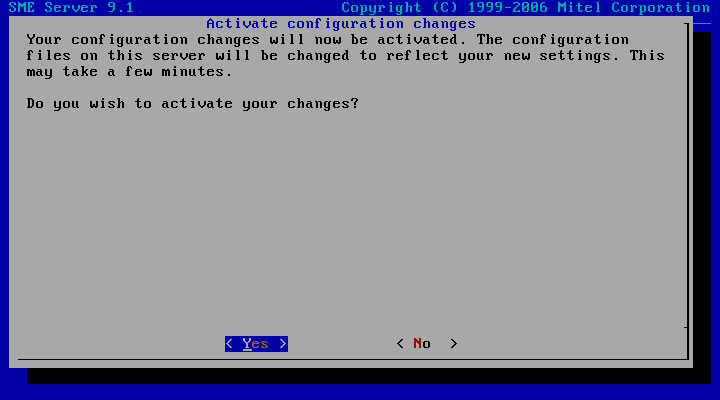 SME Server 9.1 Copyright (C) 1999-2006 Mitel Corporation
Activate configuration changes
Your configuration changes will now be activated. The configuration
files on this server will be changed to reflect your new settings. This
may take a few minutes.
Do you wish to activate your changes?
< Yes > < No >